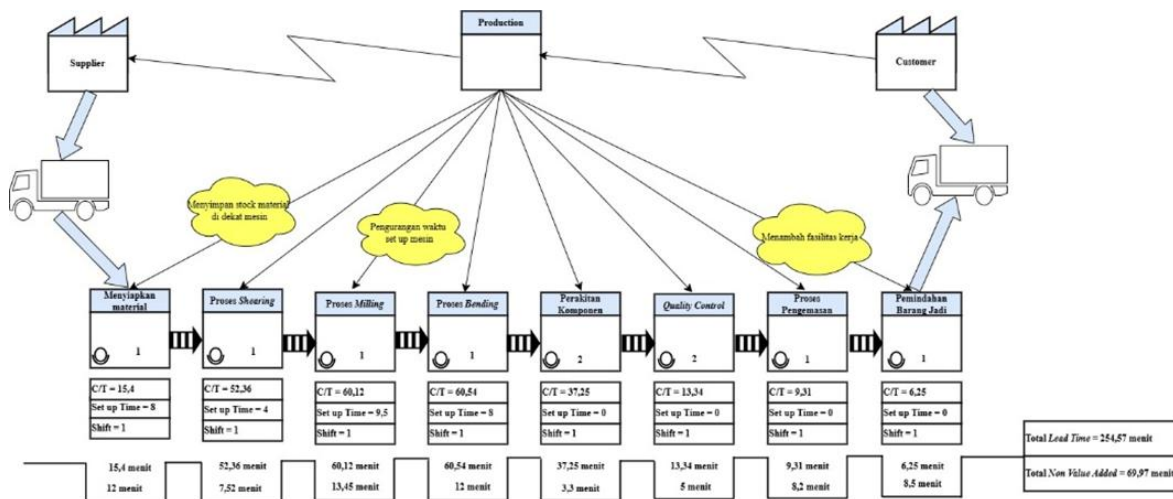 Production
Supplier
Customer
Menyimpan stock material
di dekat mesin
Pengurangan waktu
set up mesin
Menambah fasilitas kerja
Menyiapkan
material
1
C/T = 15,4
Set up Time = 8
Shift = 1
Proses Shearing
1
C/T = 52,36
Set up Time = 4
Shift = 1
Proses Milling
1
C/T = 60,12
Set up Time = 9,5
Shift = 1
Proses Bending
1
C/T = 60,54
Set up Time = 8
Shift = 1
Perakitan
Komponen
2
C/T = 37,25
Set up Time = 0
Shift = 1
Quality Control
2
C/T = 13,34
Set up Time = 0
Shift = 1
Proses
Pengemasan
1
C/T = 9,31
Set up Time = 0
Shift = 1
Pemindahan
Barang Jadi
1
C/T = 6,25
Set up Time = 0
Shift = 1
15,4 menit
12 menit
52,36 menit
7,52 menit
60,12 menit
13,45 menit
60,54 menit
12 menit
37,25 menit
3,3 menit
13,34 menit
5 menit
9,31 menit
8,2 menit
6,25 menit
8,5 menit
Total Lead Time = 254,57 menit
Total Non Value Added = 69,97 menit